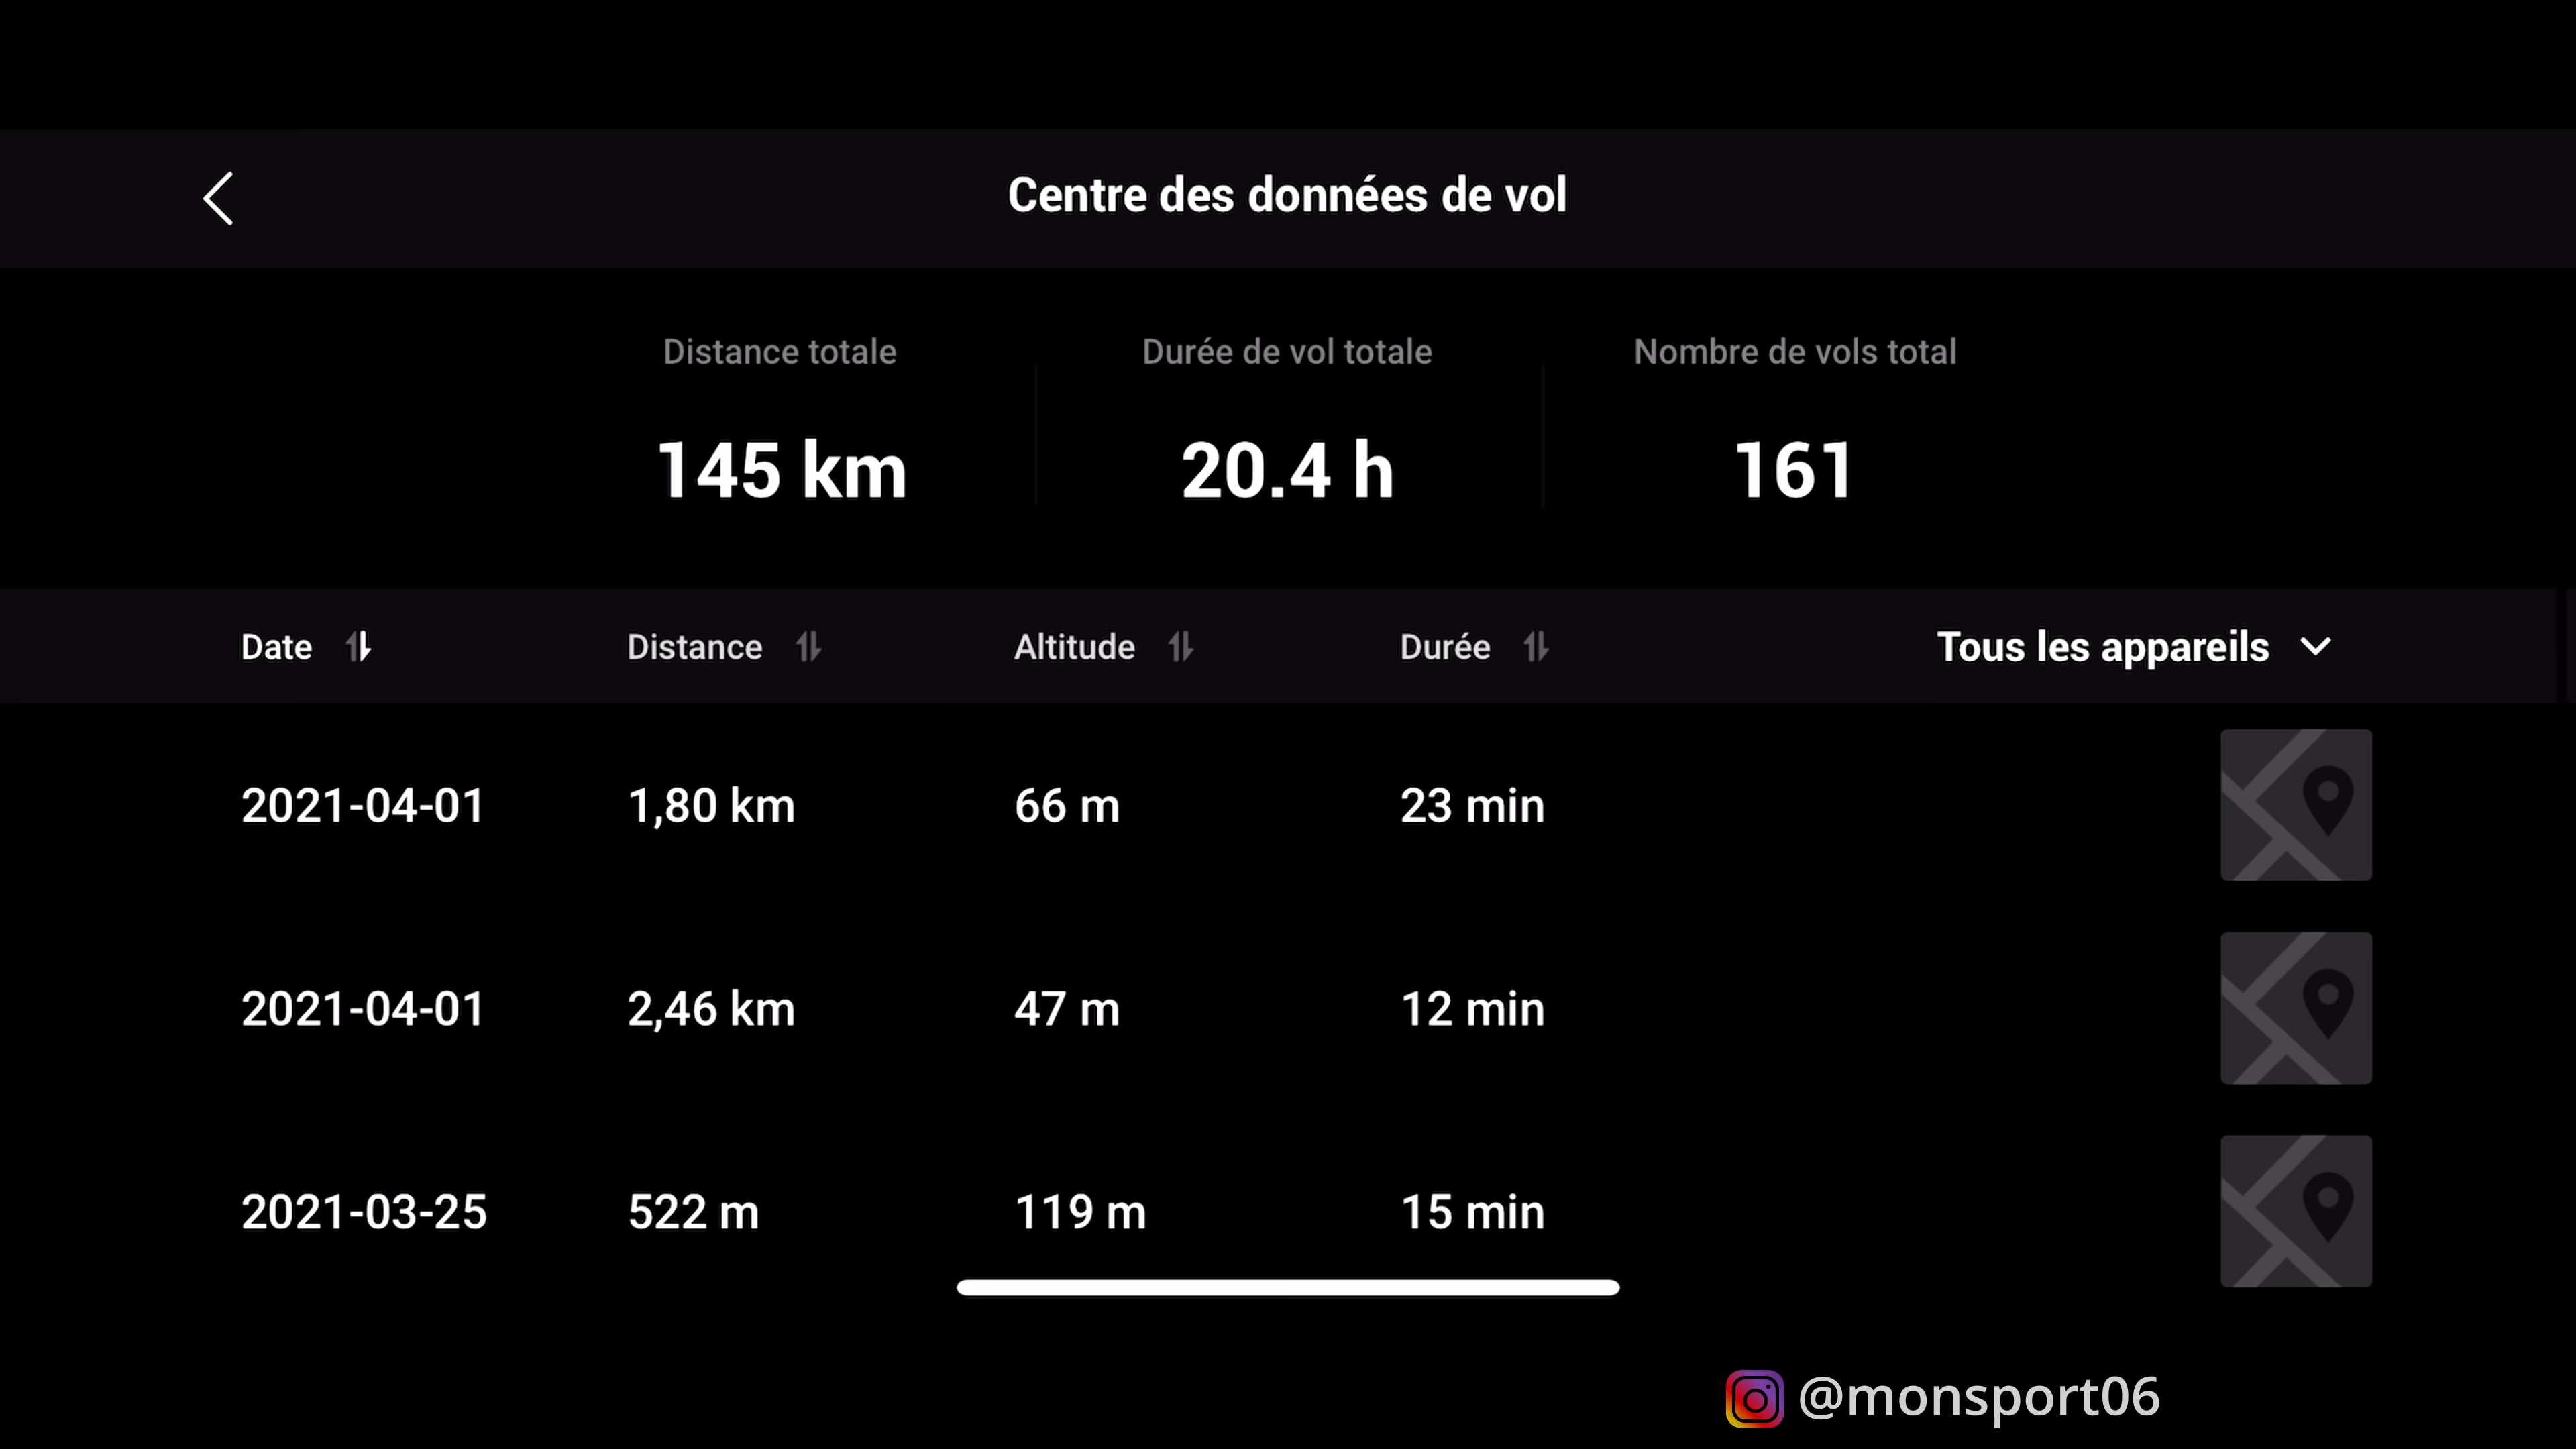 Centre des données de vol
Distance totale Durée de vol totale Nombre de vols total
145 km 20.4 h 161
Date Distance Altitude Durée Tous les appareils
2021-04-01 1,80 km 66 m 23 min
2021-04-01 2,46 km 47 m 12 min
2021-03-25 522 m 119 m 15 min
@monsport06